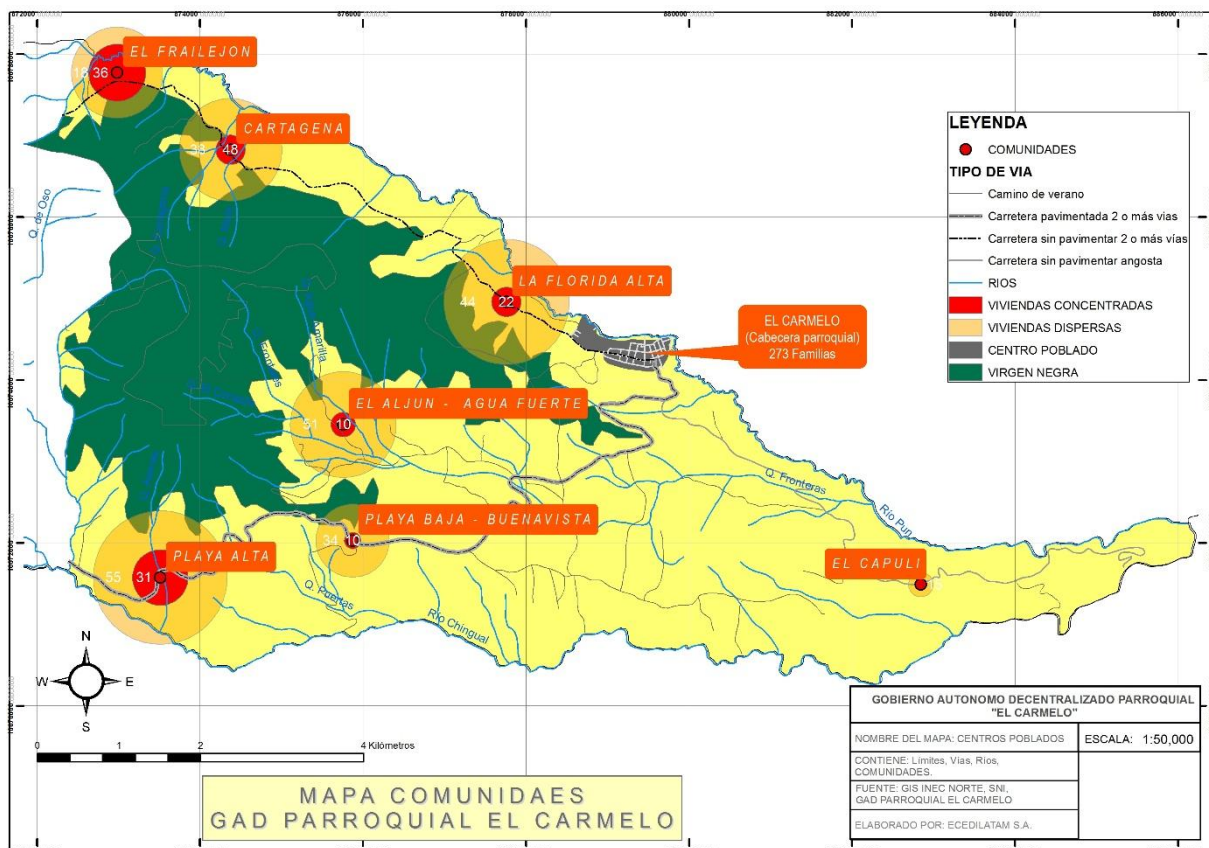 872000
874000
876000
878000
880000
882000
884000
886000
EL FRAILEJON
36
CARTAGENA
48
Q. de Oso
LA FLORIDA ALTA
44
22
EL CARMELO
(Cabecera parroquial)
273 Familias
EL ALJUN - AGUA FUERTE
51
10
PLAYA BAJA - BUENAVISTA
34
10
PLAYA ALTA
55
31
Q. Fronteras
Río Pun
EL CAPULI
Q. Puertas
Río Chingual
LEYENDA
COMUNIDADES
TIPO DE VIA
Camino de verano
Carretera pavimentada 2 o más vias
Carretera sin pavimentar 2 o más vías
Carretera sin pavimentar angosta
RIOS
VIVIENDAS CONCENTRADAS
VIVIENDAS DISPERSAS
CENTRO POBLADO
VIRGEN NEGRA
N
W
E
S
0
1
2
4
Kilómetros
MAPA COMUNIDAES
GAD PARROQUIAL EL CARMELO
GOBIERNO AUTONOMO DECENTRALIZADO PARROQUIAL
"EL CARMELO"
NOMBRE DEL MAPA: CENTROS POBLADOS
ESCALA: 1:50,000
CONTIENE: Limites, Vias, Rios,
COMUNIDADES.
FUENTE: GIS INEC NORTE, SNI,
GAD PARROQUIAL EL CARMELO
ELABORADO POR: ECEDILATAM S.A.